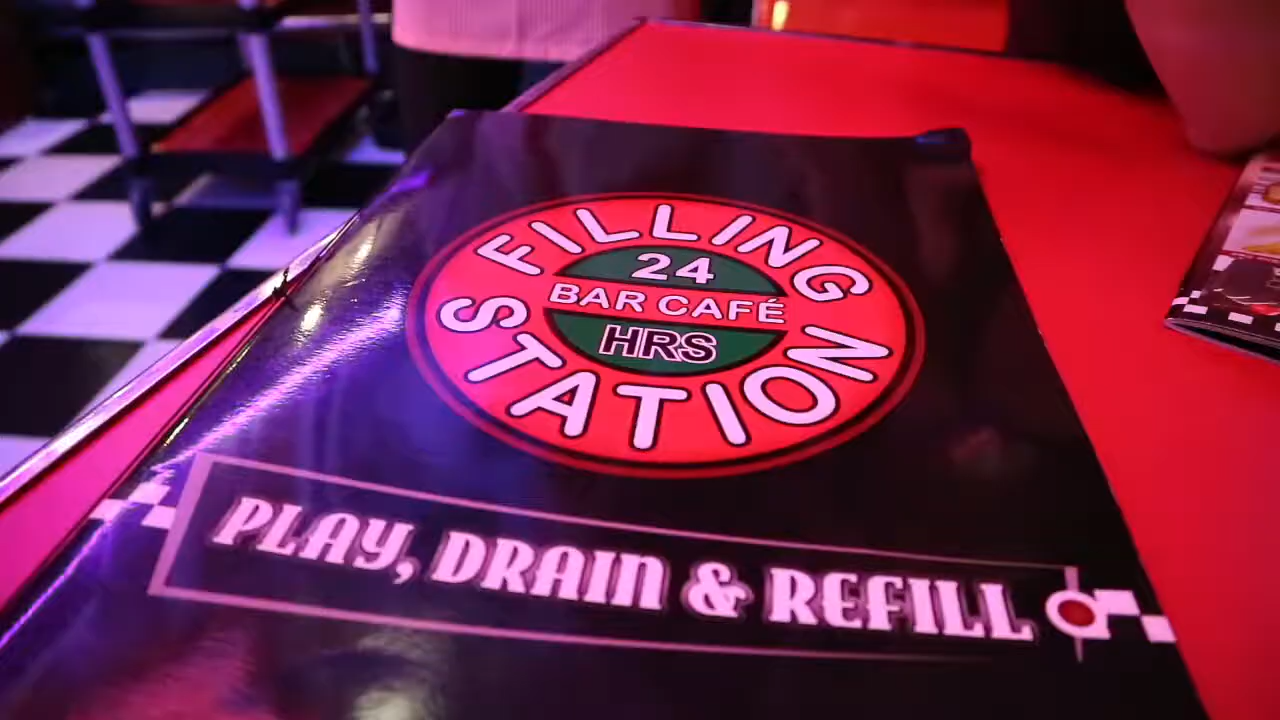 FILLING
24
BAR CAFÉ
HRS
STATION
PLAY, DRAIN & REFILL